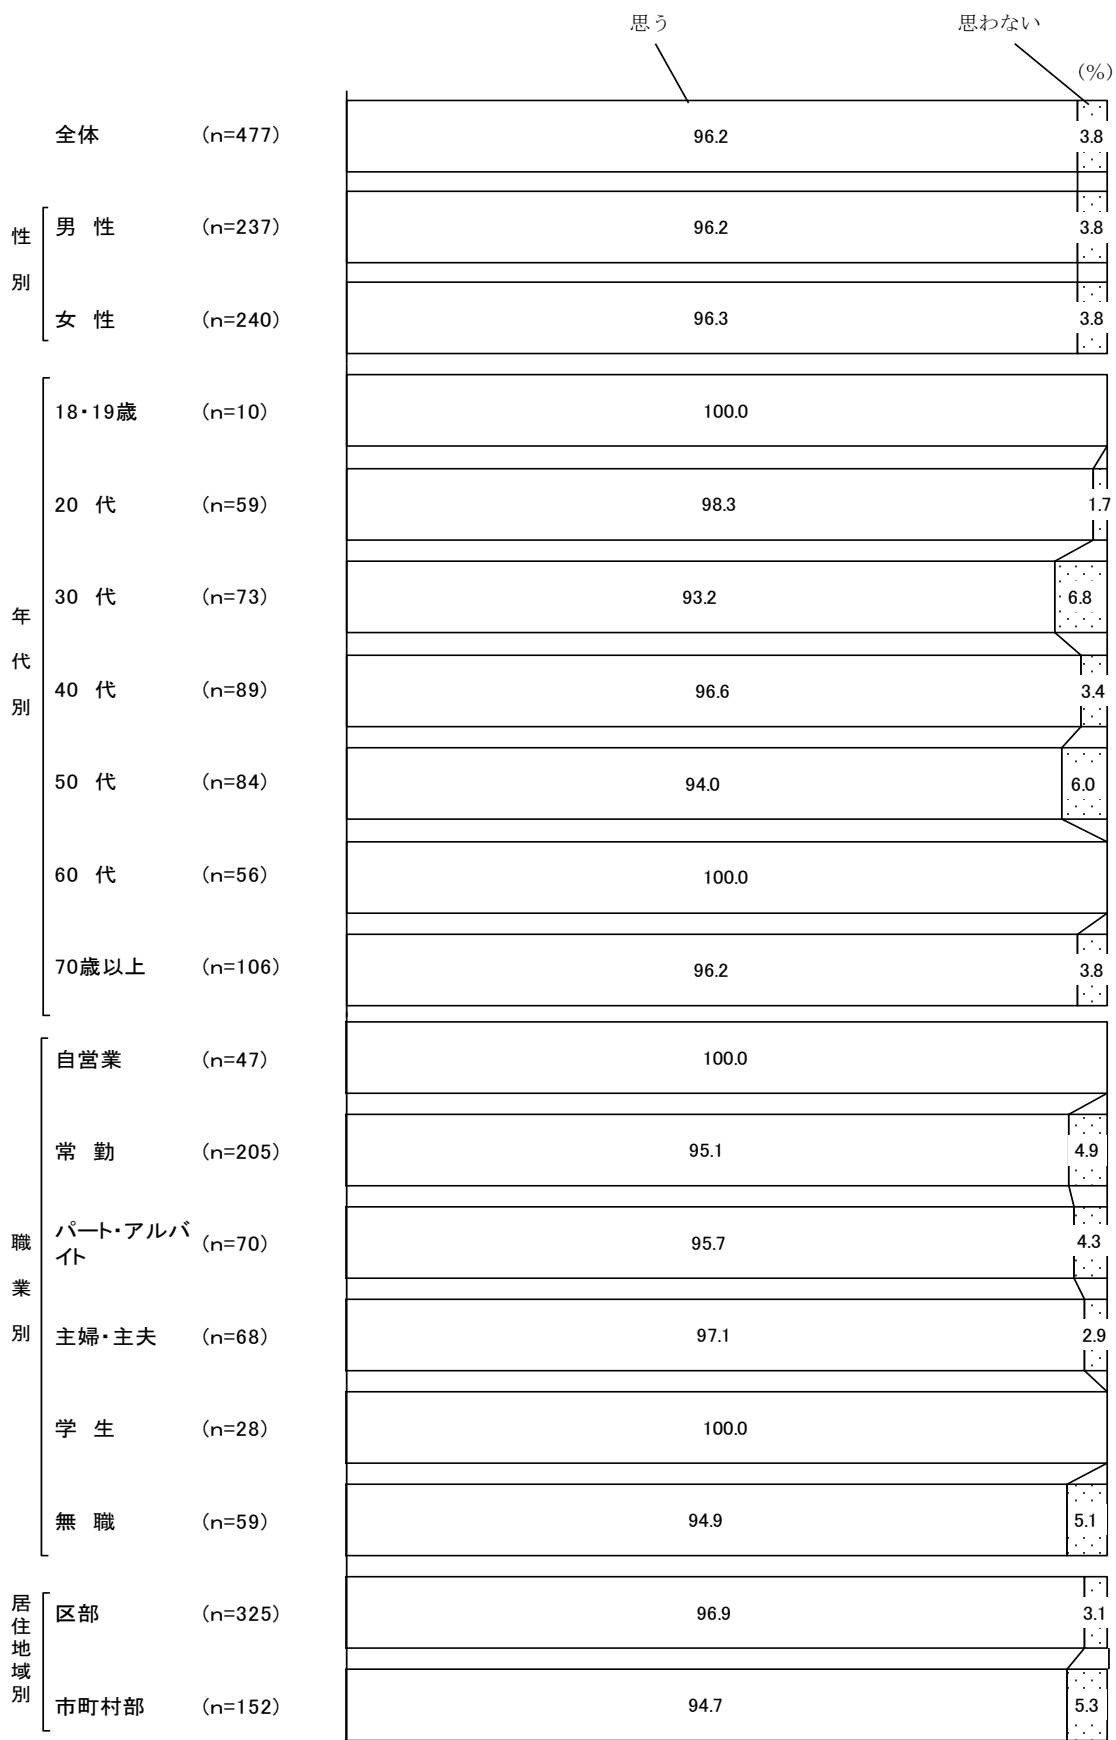 思う 思わない
(%)
全体 (n=477) 96.2 3.8
性別
男 性 (n=237) 96.2 3.8
女 性 (n=240) 96.3 3.8
年代別
18・19歳 (n=10) 100.0
20 代 (n=59) 98.3 1.7
30 代 (n=73) 93.2 6.8
40 代 (n=89) 96.6 3.4
50 代 (n=84) 94.0 6.0
60 代 (n=56) 100.0
70歳以上 (n=106) 96.2 3.8
職業別
自営業 (n=47) 100.0
常 勤 (n=205) 95.1 4.9
パート・アルバ
イト (n=70) 95.7 4.3
主婦・主夫 (n=68) 97.1 2.9
学 生 (n=28) 100.0
無 職 (n=59) 94.9 5.1
居住地域別
区部 (n=325) 96.9 3.1
市町村部 (n=152) 94.7 5.3